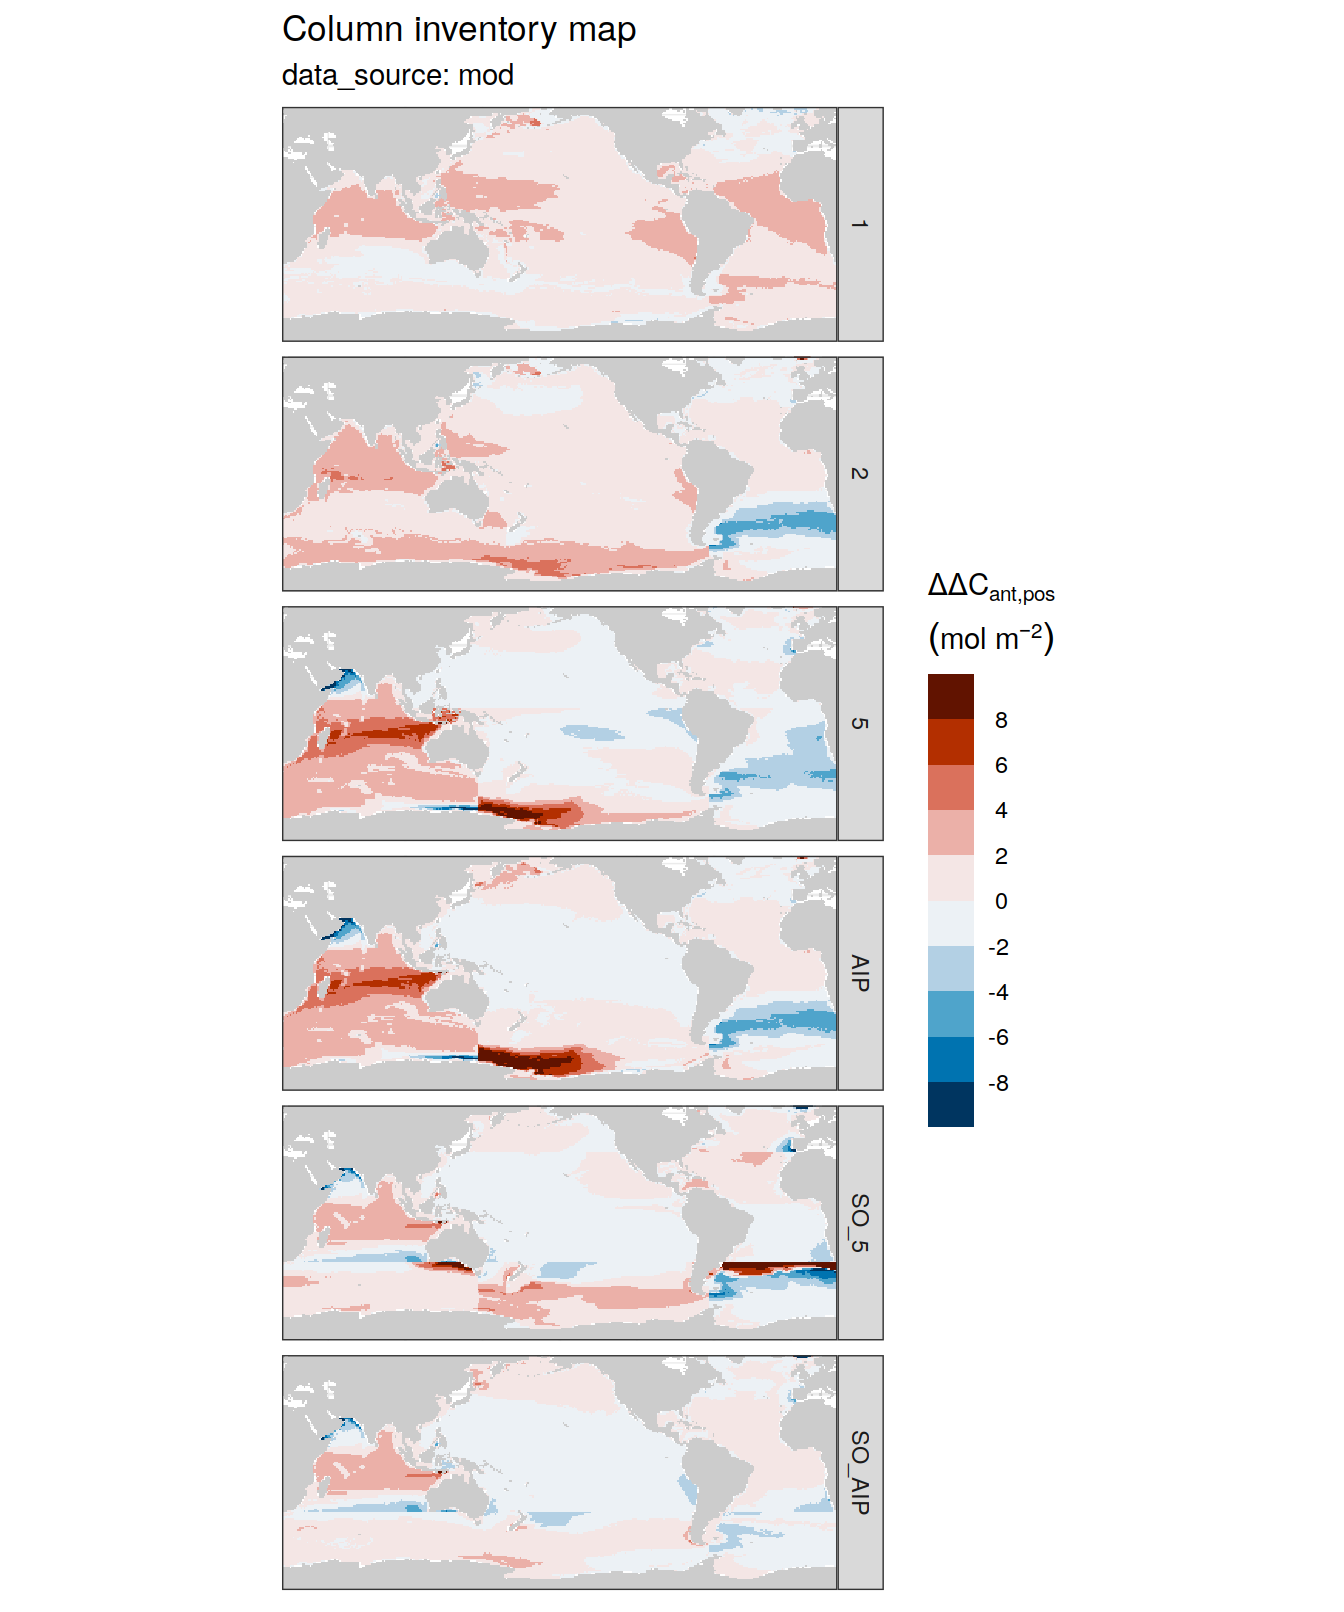 Column inventory map
data_source: mod
1
2
5
AIP
SO_5
SO_AIP
ΔΔCant,pos
(mol m−2)
8
6
4
2
0
-2
-4
-6
-8